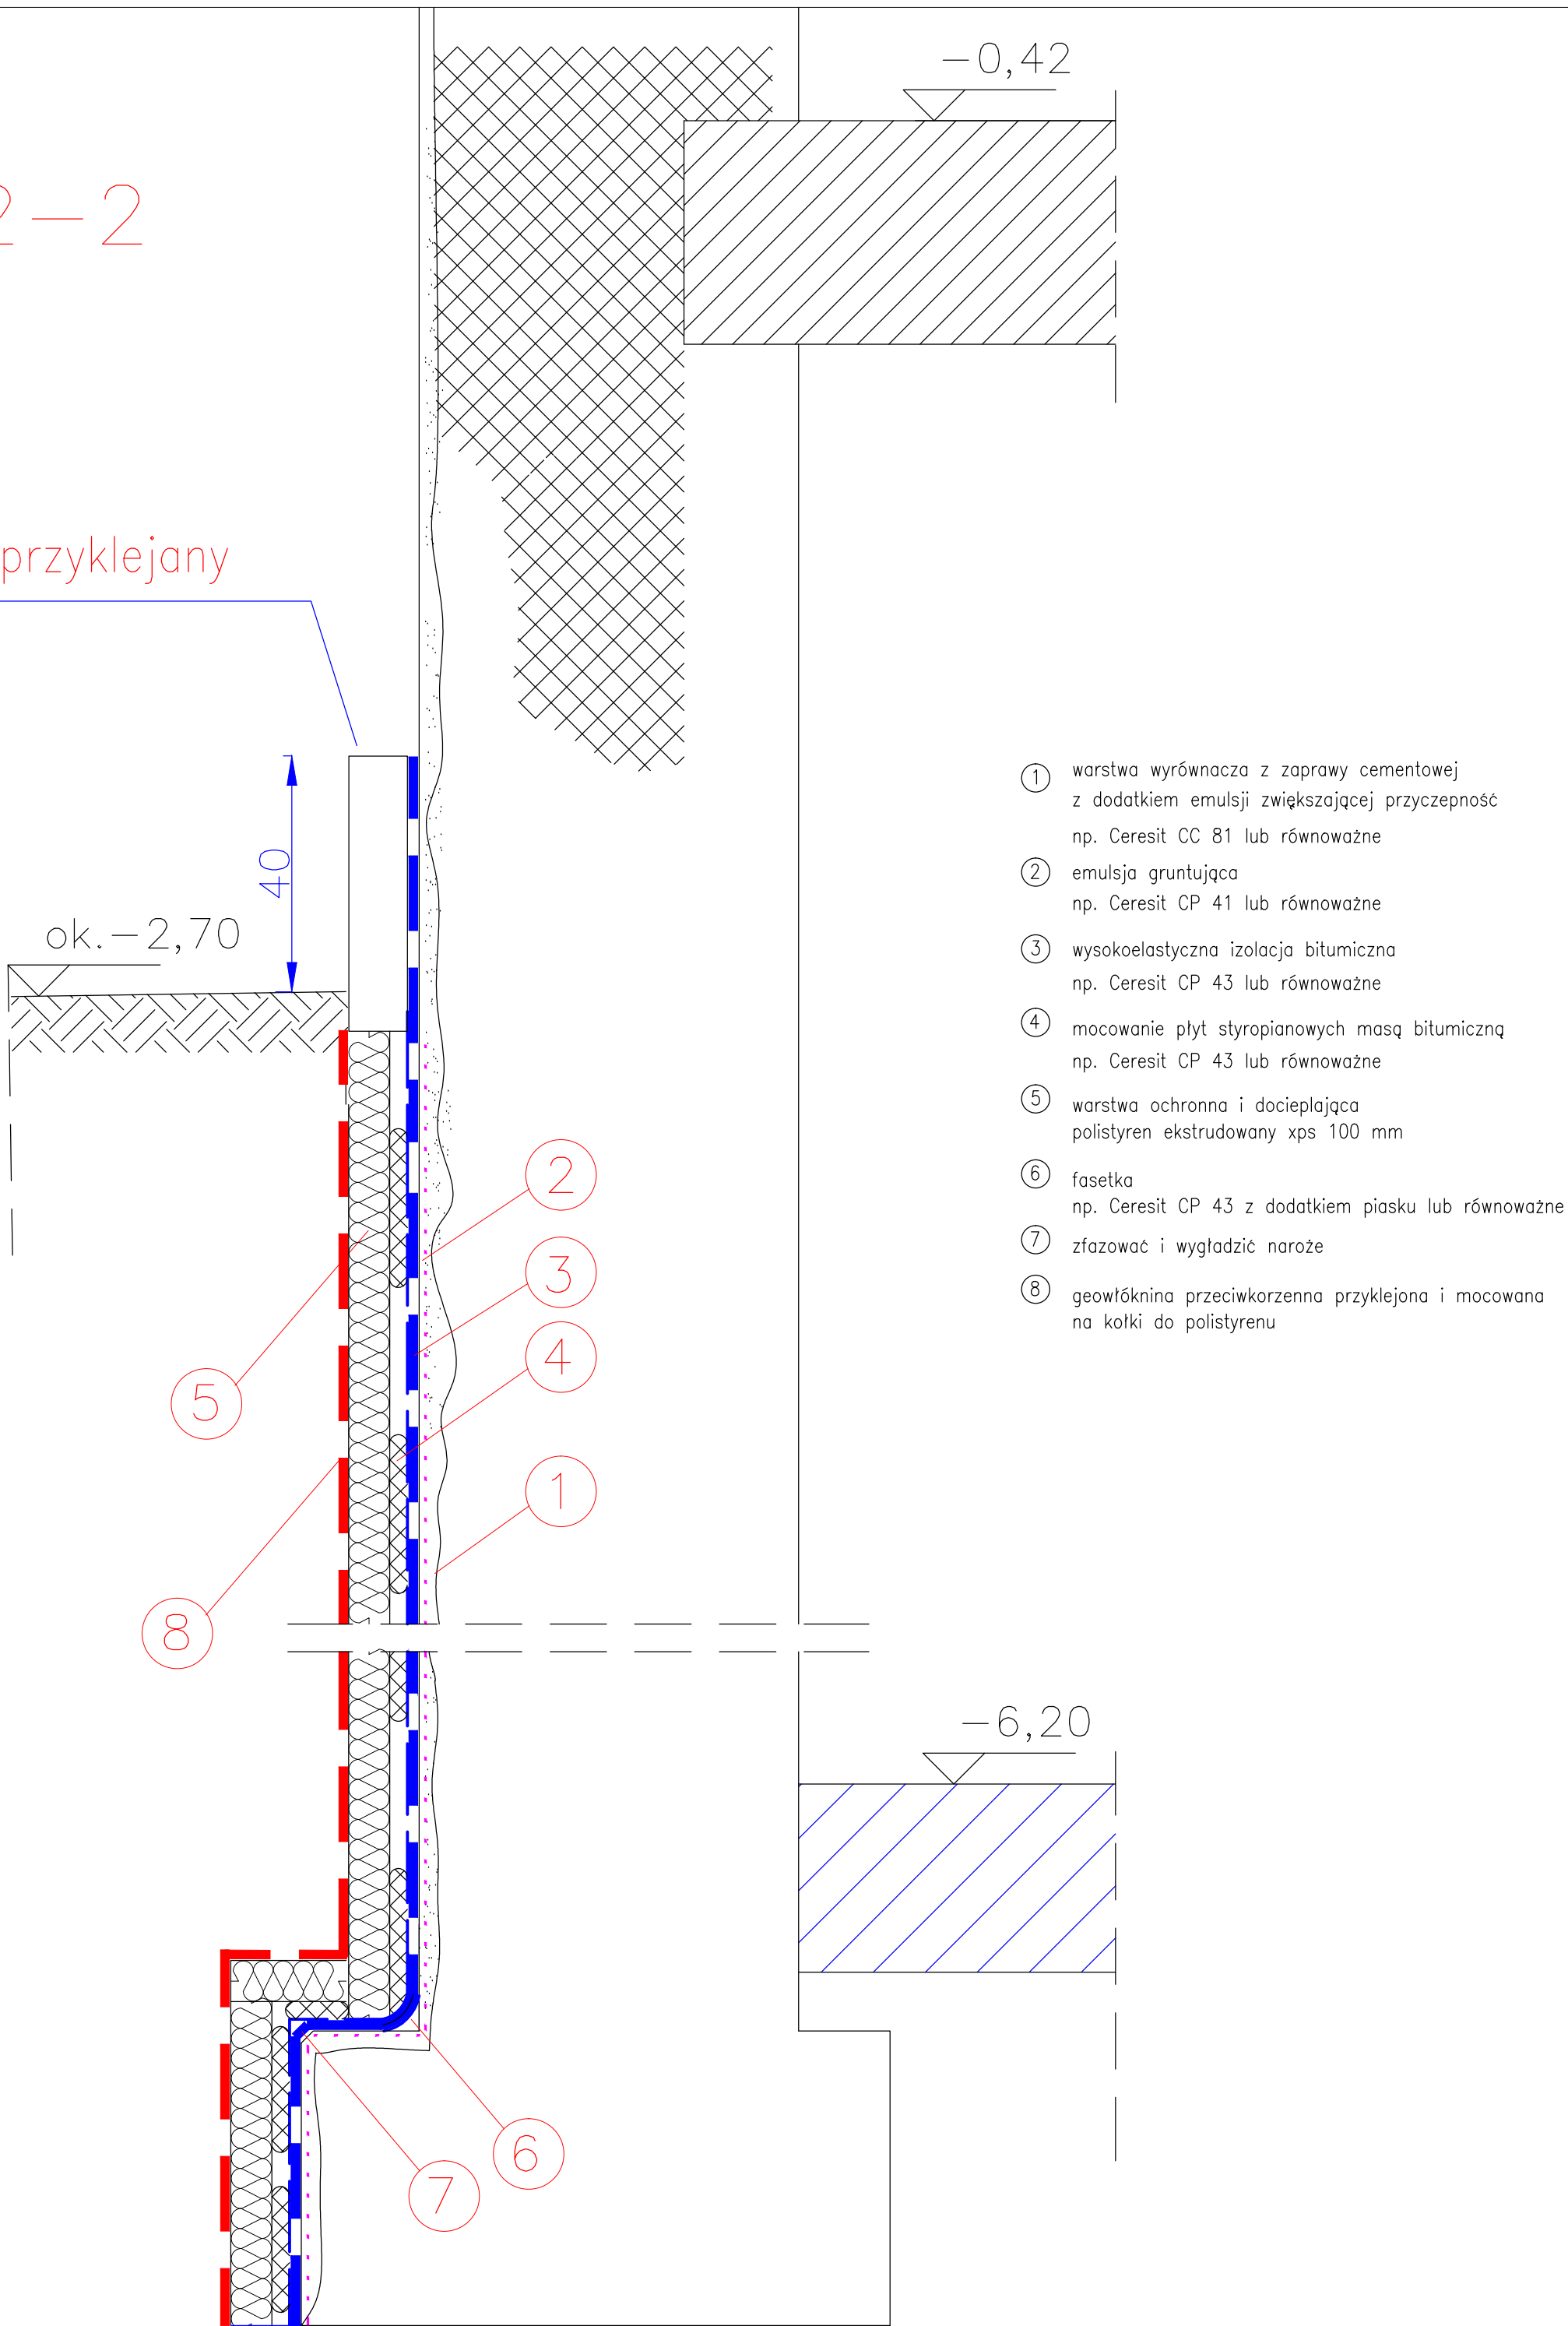 -0,42
2-2
przyklejany
40
ok.-2,70
1 warstwa wyrównacza z zaprawy cementowej
z dodatkiem emulsji zwiększającej przyczepność
np. Ceresit CC 81 lub równoważne
2 emulsja gruntująca
np. Ceresit CP 41 lub równoważne
3 wysokoelastyczna izolacja bitumiczna
np. Ceresit CP 43 lub równoważne
4 mocowanie płyt styropianowych masą bitumiczną
np. Ceresit CP 43 lub równoważne
5 warstwa ochronna i docieplająca
polistyren ekstrudowany xps 100 mm
6 fasetka
np. Ceresit CP 43 z dodatkiem piasku lub równoważne
7 zfazować i wygładzić naroże
8 geowłóknina przeciwkorzenna przyklejona i mocowana
na kołki do polistyrenu
2
3
4
5
1
8
-6,20
6
7